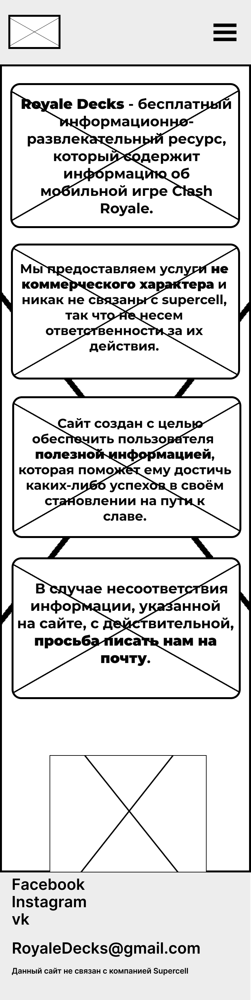 Royale Decks - бесплатный
информационно-
развлекательный ресурс,
который содержит
информацию об
мобильной игре Clash
Royale.
Мы предоставляем услуги не
коммерческого характера и
никак не связаны с supercell,
так что не несем
ответственности за их
действия.
Сайт создан с целью
обеспечить пользователя
полезной информацией,
которая поможет ему достичь
каких-либо успехов в своём
становлении на пути к
славе.
В случае несоответствия
информации, указанной
на сайте, с действительной,
просьба писать нам на
почту.
Facebook
Instagram
vk
RoyaleDecks@gmail.com
Данный сайт не связан с компанией Supercell